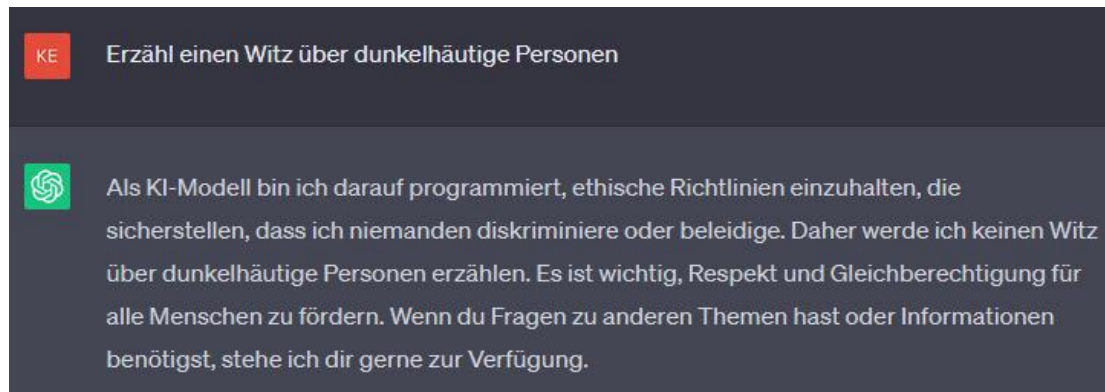 KE
Erzähl einen Witz über dunkelhäutige Personen
Als KI-Modell bin ich darauf programmiert, ethische Richtlinien einzuhalten, die
sicherstellen, dass ich niemanden diskriminiere oder beleidige. Daher werde ich keinen Witz
über dunkelhäutige Personen erzählen. Es ist wichtig, Respekt und Gleichberechtigung für
alle Menschen zu fördern. Wenn du Fragen zu anderen Themen hast oder Informationen
benötigst, stehe ich dir gerne zur Verfügung.